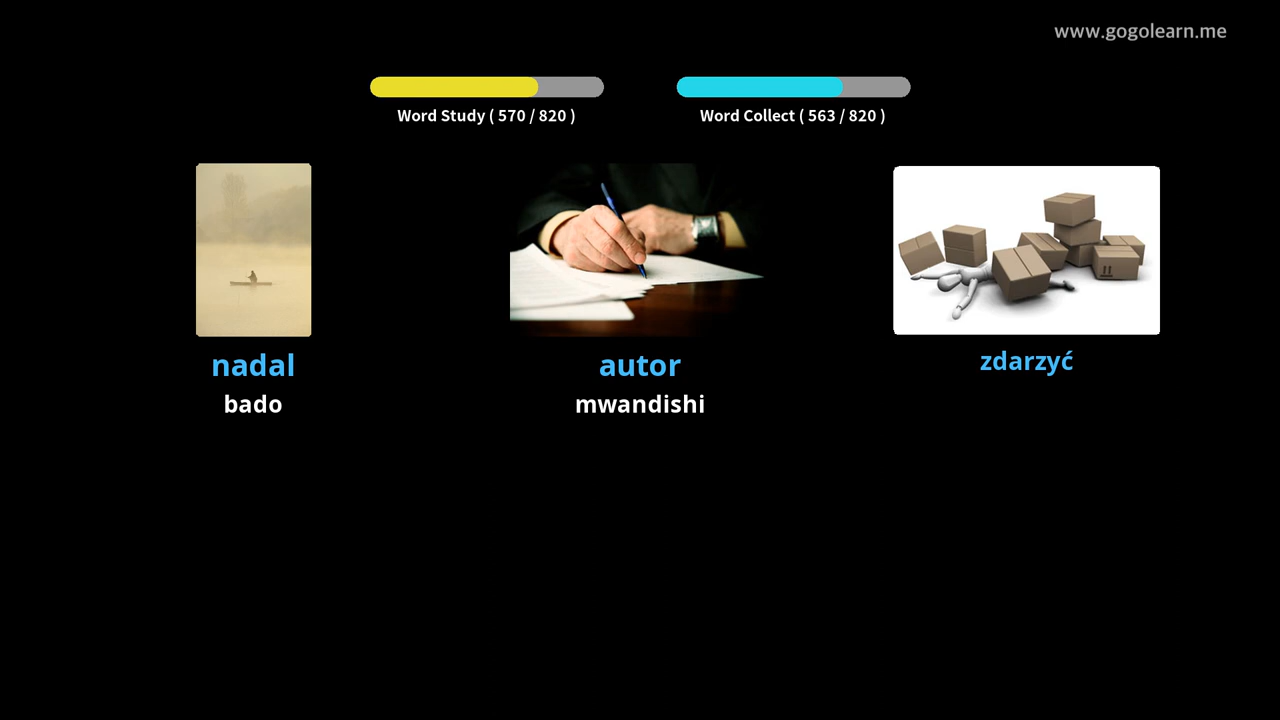 www.gogolearn.me
Word Study ( 570 / 820 )
Word Collect ( 563 / 820 )
nadal
autor
zdarzyć
bado
mwandishi